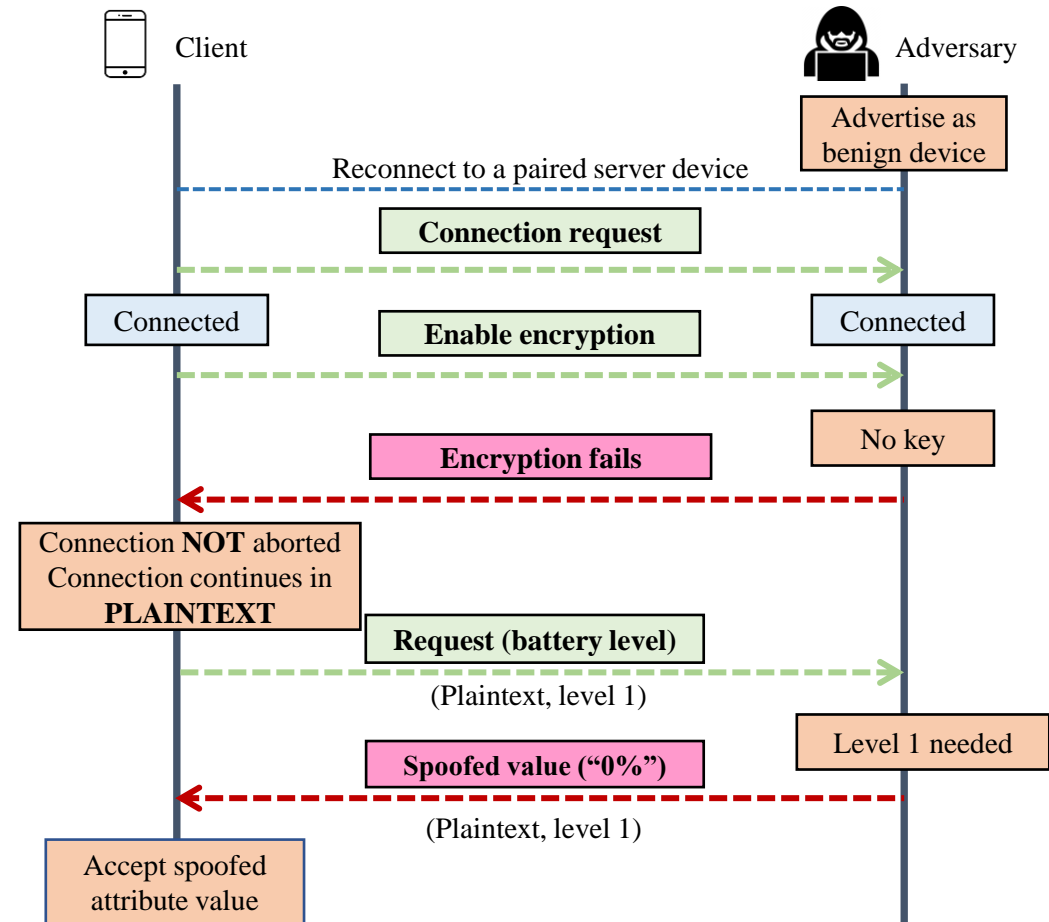 Client
Adversary
Advertise as
benign device
Reconnect to a paired server device
Connection request
Connected
Connected
Enable encryption
No key
Encryption fails
Connection NOT aborted
Connection continues in
PLAINTEXT
Request (battery level)
(Plaintext, level 1)
Level 1 needed
Spoofed value (“0%”)
(Plaintext, level 1)
Accept spoofed
attribute value